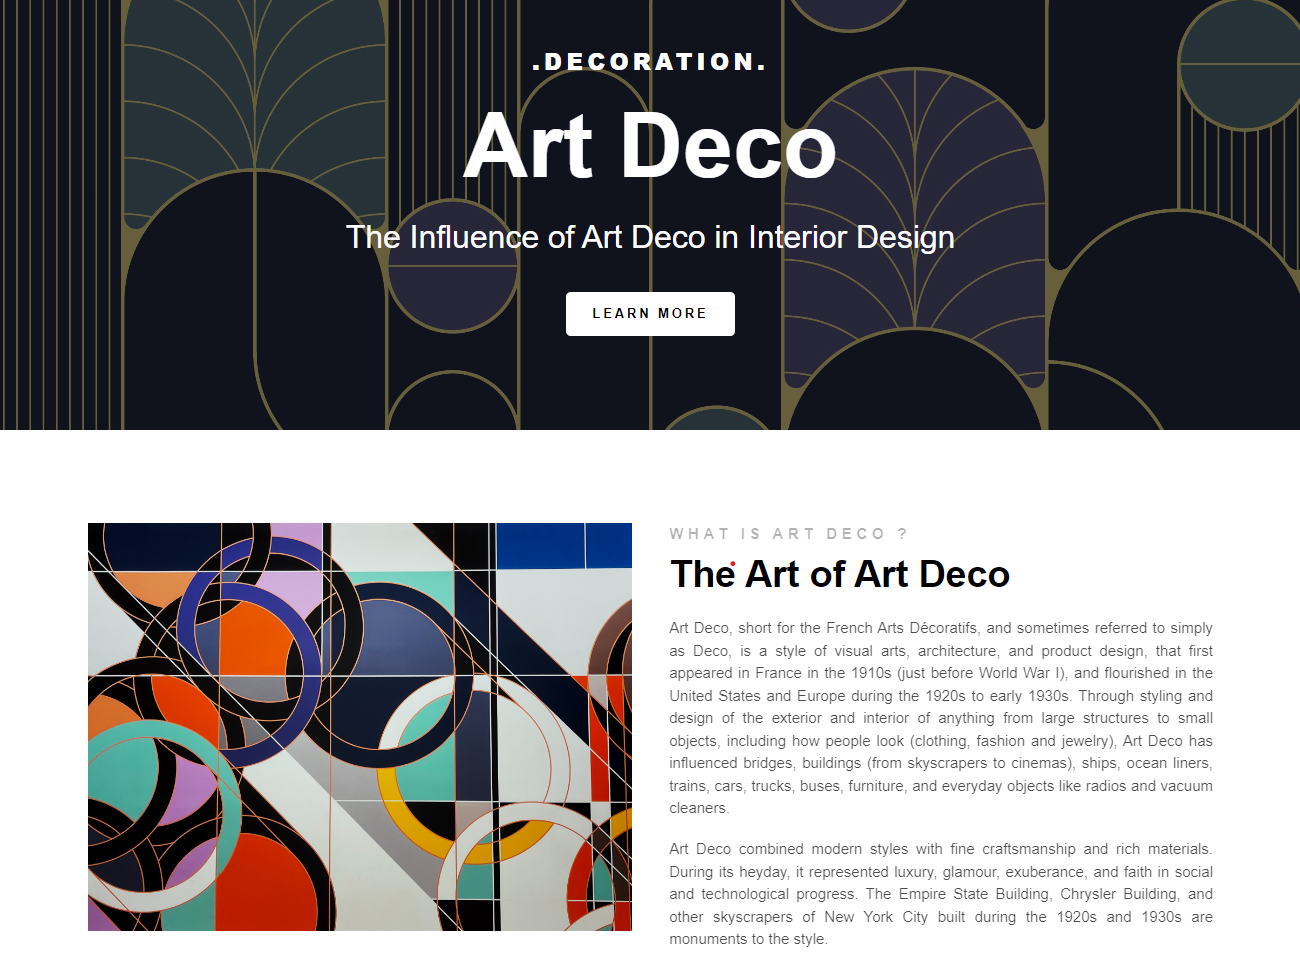 .DECORATION.
Art Deco
The Influence of Art Deco in Interior Design
LEARN MORE
WHAT IS ART DECO ?
The Art of Art Deco
Art Deco, short for the French Arts Décoratifs, and sometimes referred to simply
as Deco, is a style of visual arts, architecture, and product design, that first
appeared in France in the 1910s (just before World War I), and flourished in the
United States and Europe during the 1920s to early 1930s. Through styling and
design of the exterior and interior of anything from large structures to small
objects, including how people look (clothing, fashion and jewelry), Art Deco has
influenced bridges, buildings (from skyscrapers to cinemas), ships, ocean liners,
trains, cars, trucks, buses, furniture, and everyday objects like radios and vacuum
cleaners.
Art Deco combined modern styles with fine craftsmanship and rich materials.
During its heyday, it represented luxury, glamour, exuberance, and faith in social
and technological progress. The Empire State Building, Chrysler Building, and
other skyscrapers of New York City built during the 1920s and 1930s are
monuments to the style.